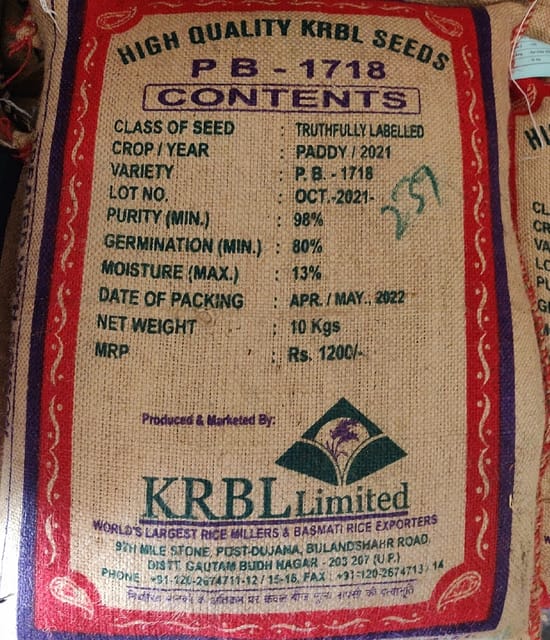 HIGH QUALITY KRBL SEEDS
P B - 1718
CONTENTS
CLASS OF SEED : TRUTHFULLY LABELLED
CROP / YEAR : PADDY / 2021
VARIETY : P. B. - 1718
LOT NO. : OCT.-2021-
PURITY (MIN.) : 98%
GERMINATION (MIN.) : 80%
MOISTURE (MAX.) : 13%
DATE OF PACKING : APR. / MAY., 2022
NET WEIGHT : 10 Kgs
MRP : Rs. 1200/-
Produced & Marketed By:
KRBL Limited
WORLD'S LARGEST RICE MILLERS & BASMATI RICE EXPORTERS
9TH MILE STONE, POST-DUJANA, BULANDSHAHR ROAD,
DISTT. GAUTAM BUDH NAGAR - 203 207 (U.P.)
PHONE : +91-120-2674711-12 / 15-16, FAX : +91-120-2674713 / 14